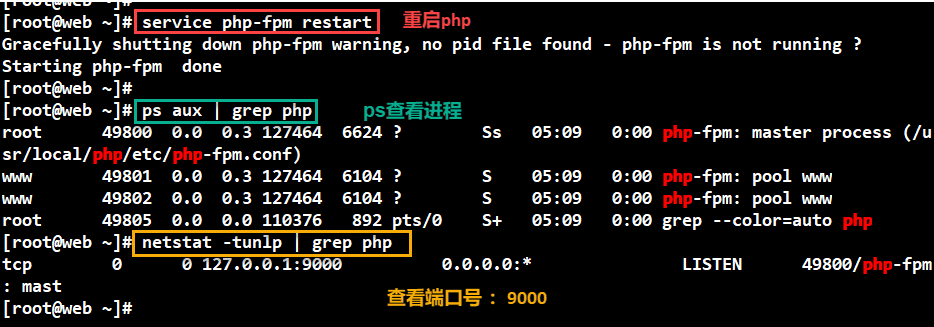 [root@web ~]# service php-fpm restart 重启php
Gracefully shutting down php-fpm warning, no pid file found - php-fpm is not running ?
Starting php-fpm  done
[root@web ~]#
[root@web ~]# ps aux | grep php ps查看进程
root      49800  0.0  0.3 127464  6624 ?        Ss   05:09   0:00 php-fpm: master process (/u
sr/local/php/etc/php-fpm.conf)
www       49801  0.0  0.3 127464  6104 ?        S    05:09   0:00 php-fpm: pool www
www       49802  0.0  0.3 127464  6104 ?        S    05:09   0:00 php-fpm: pool www
root      49805  0.0  0.0 110376   892 pts/0    S+   05:09   0:00 grep --color=auto php
[root@web ~]# netstat -tunlp | grep php
tcp        0      0 127.0.0.1:9000          0.0.0.0:*               LISTEN      49800/php-fpm
: mast
查看端口号： 9000
[root@web ~]#